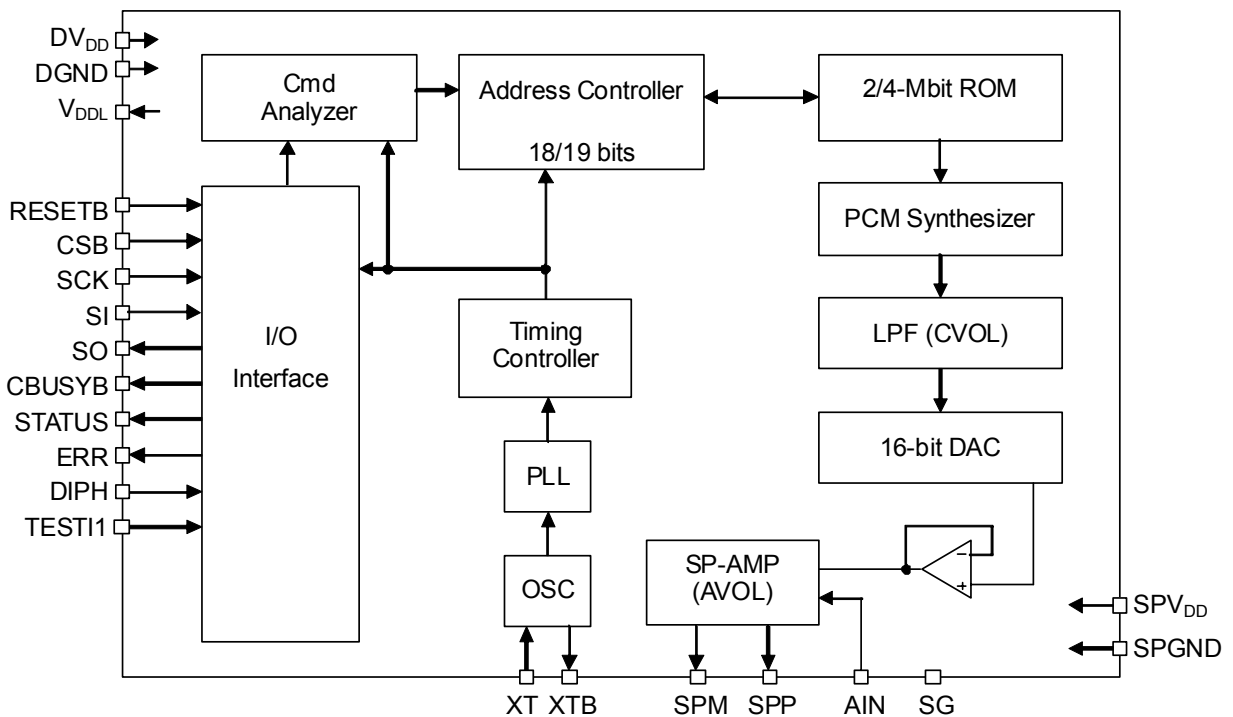 DVDD
DGND
VDDL
Cmd
Analyzer
Address Controller
18/19 bits
2/4-Mbit ROM
PCM Synthesizer
LPF (CVOL)
16-bit DAC
RESETB
CSB
SCK
SI
SO
CBUSYB
STATUS
ERR
DIPH
TESTI1
I/O
Interface
Timing
Controller
PLL
OSC
SP-AMP
(AVOL)
−
+
SPVDD
SPGND
XT
XTB
SPM
SPP
AIN
SG